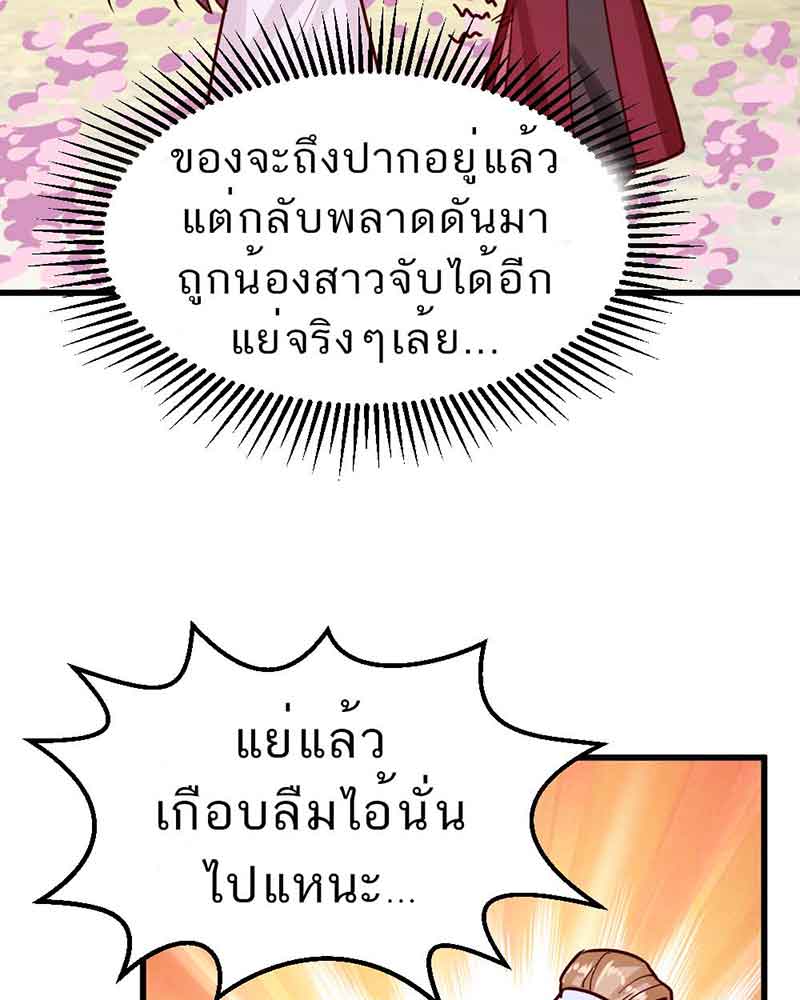 ของจะถึงปากอยู่แล้ว
แต่กลับพลาดดันมา
ถูกน้องสาวจับได้อีก
แย่จริงๆเล้ย...
แย่แล้ว
เกือบลืมไอ้นั่น
ไปแหนะ...